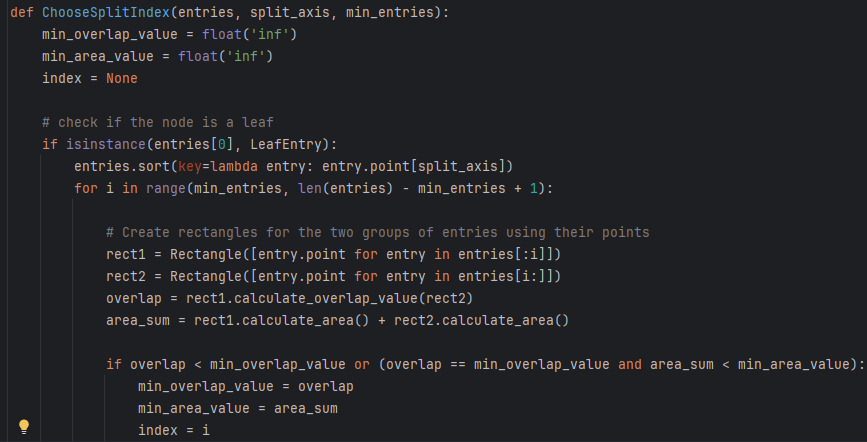 def ChooseSplitIndex(entries, split_axis, min_entries):
    min_overlap_value = float('inf')
    min_area_value = float('inf')
    index = None
    # check if the node is a leaf
    if isinstance(entries[0], LeafEntry):
        entries.sort(key=lambda entry: entry.point[split_axis])
        for i in range(min_entries, len(entries) - min_entries + 1):
            # Create rectangles for the two groups of entries using their points
            rect1 = Rectangle([entry.point for entry in entries[:i]])
            rect2 = Rectangle([entry.point for entry in entries[i:]])
            overlap = rect1.calculate_overlap_value(rect2)
            area_sum = rect1.calculate_area() + rect2.calculate_area()
            if overlap < min_overlap_value or (overlap == min_overlap_value and area_sum < min_area_value):
                min_overlap_value = overlap
                min_area_value = area_sum
                index = i